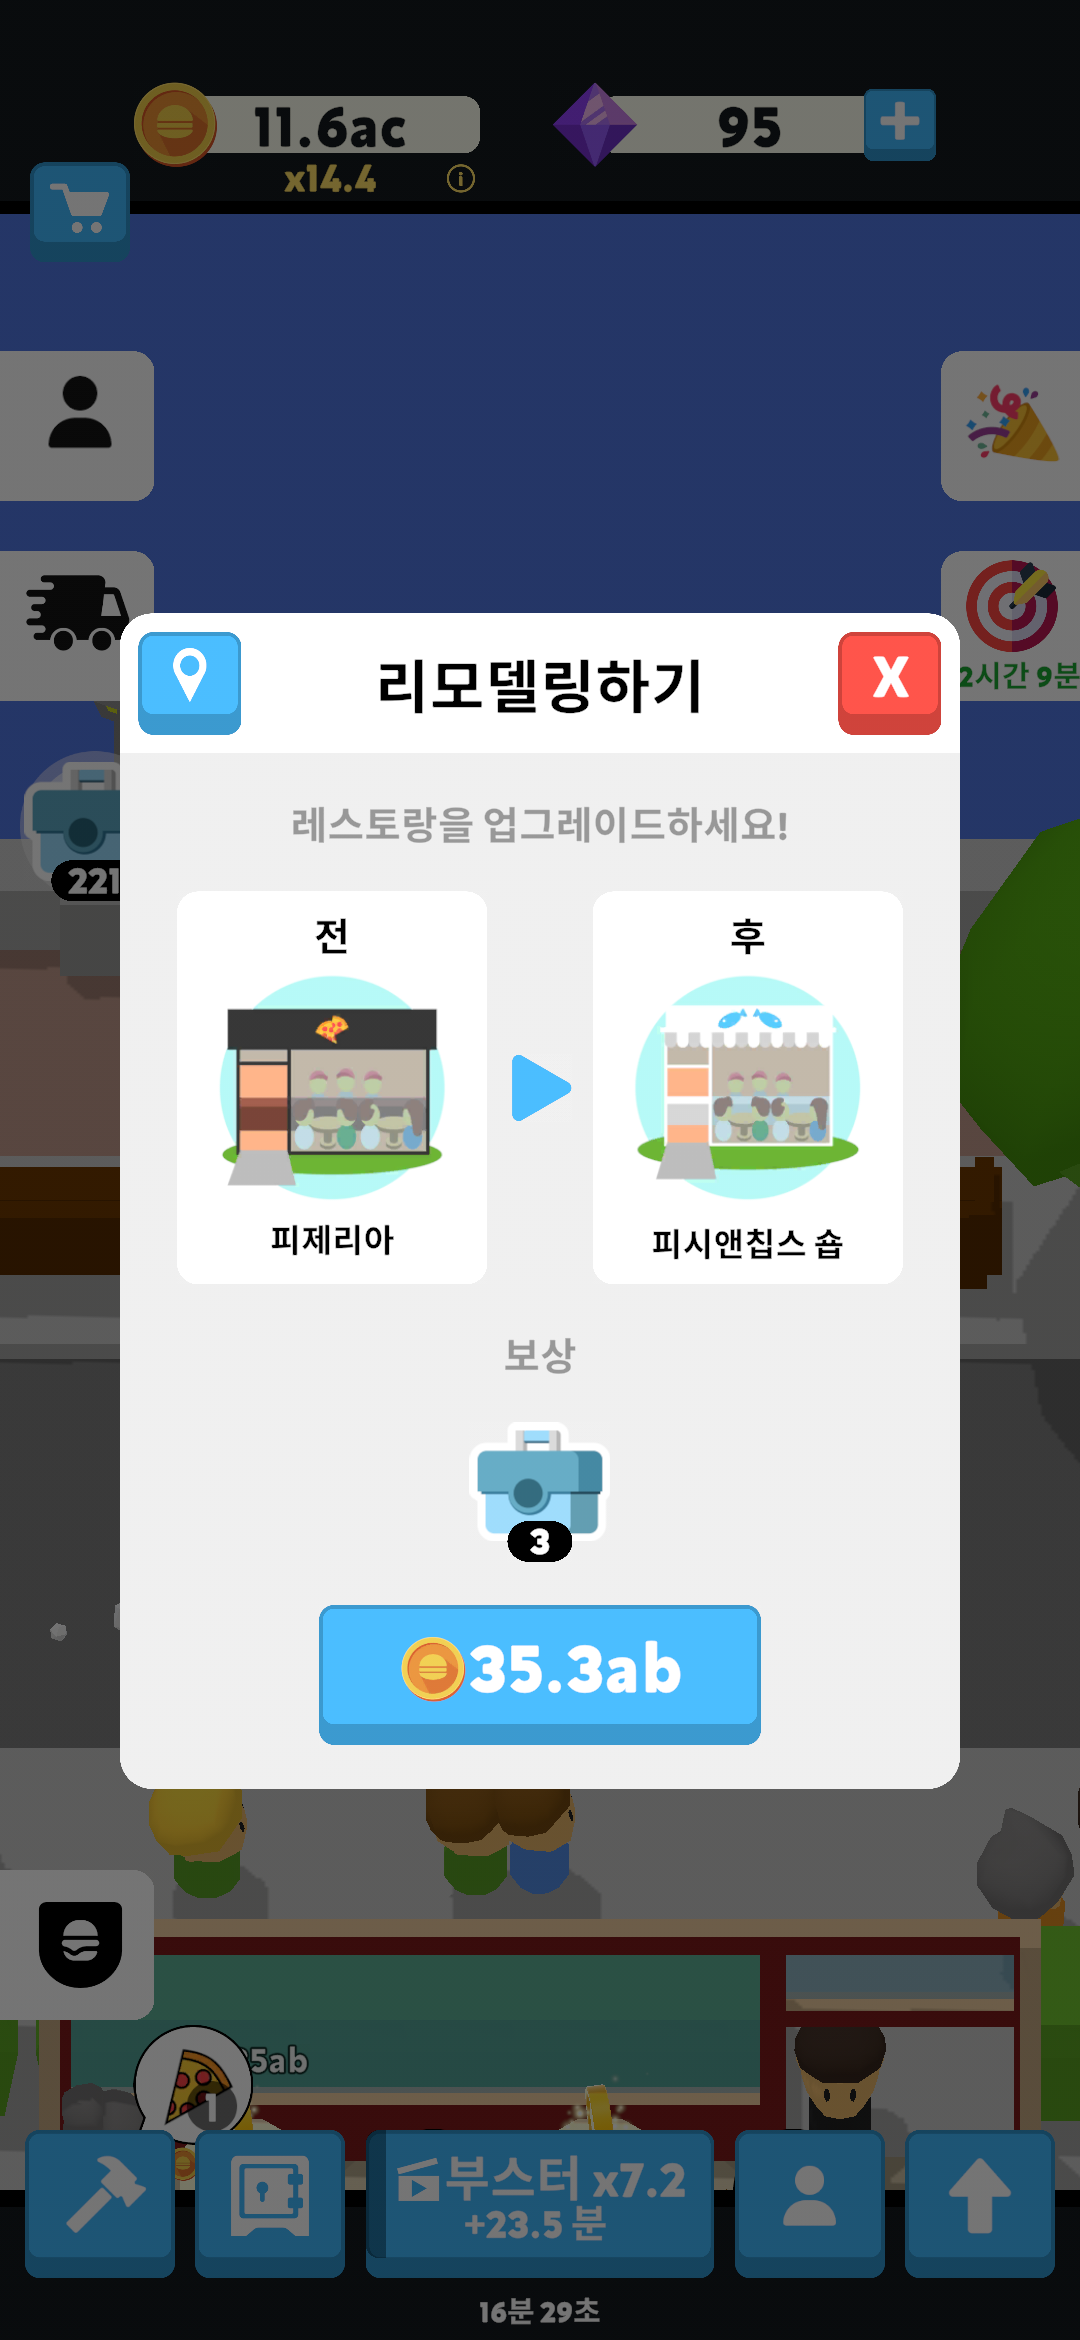 11.6ac
x14.4
95
2시간 9분
221
리모델링하기
X
레스토랑을 업그레이드하세요!
전
후
피제리아
피시앤칩스 숍
보상
3
35.3ab
5ab
1
부스터 x7.2
+23.5 분
16분 29초